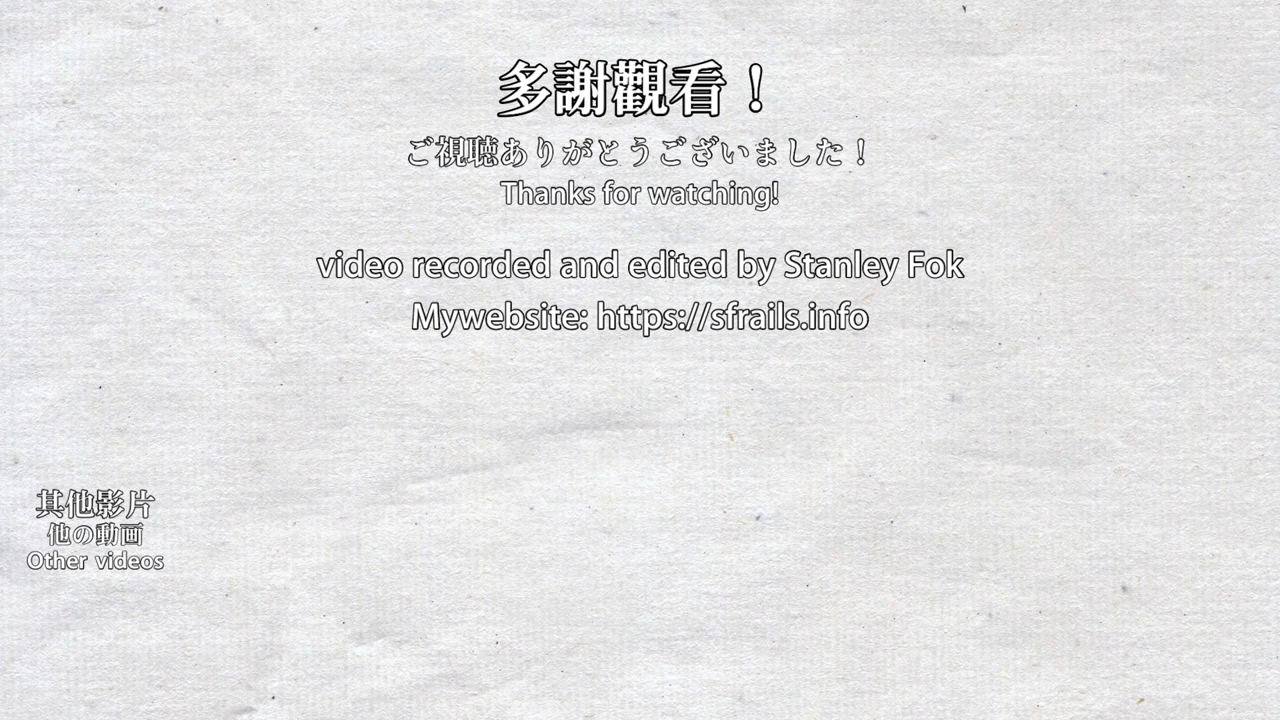 多謝觀看！
ご視聴ありがとうございました！
Thanks for watching!
video recorded and edited by Stanley Fok
Mywebsite: https://sfrails.info
其他影片
他の動画
Other videos